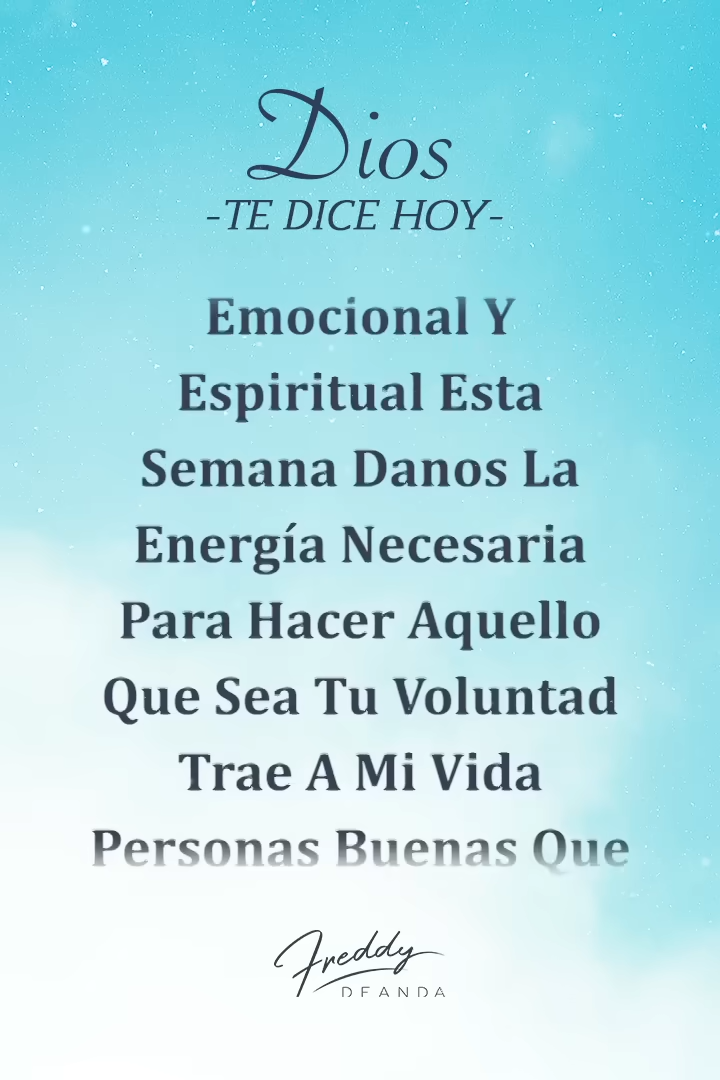 Dios
-TE DICE HOY-
Emocional Y
Espiritual Esta
Semana Danos La
Energía Necesaria
Para Hacer Aquello
Que Sea Tu Voluntad
Trae A Mi Vida
Personas Buenas Que
Freddy
DEANDA